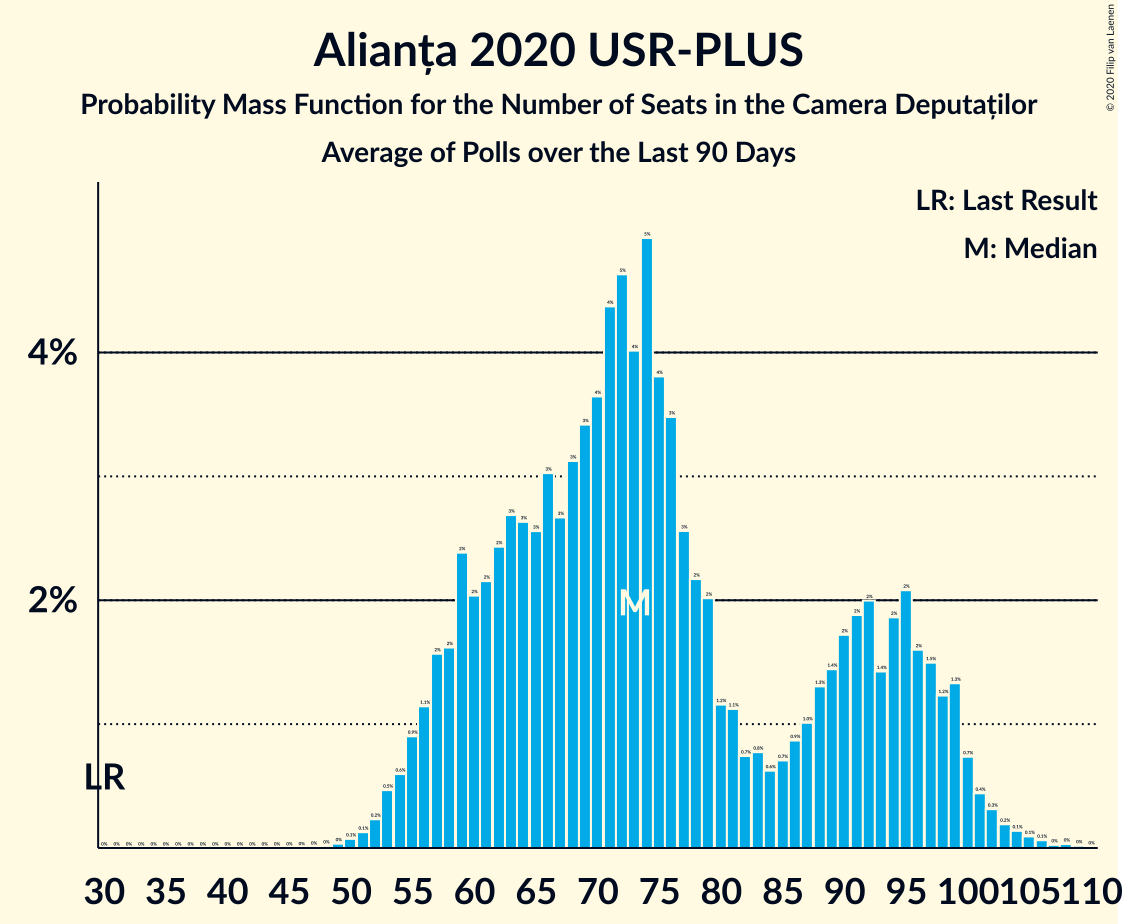 Alianța 2020 USR-PLUS
Probability Mass Function for the Number of Seats in the Camera Deputaților
Average of Polls over the Last 90 Days
© 2020 Filip van Laenen
LR: Last Result
M: Median
4%
2%
LR
M
30 35 40 45 50 55 60 65 70 75 80 85 90 95 100 105 110